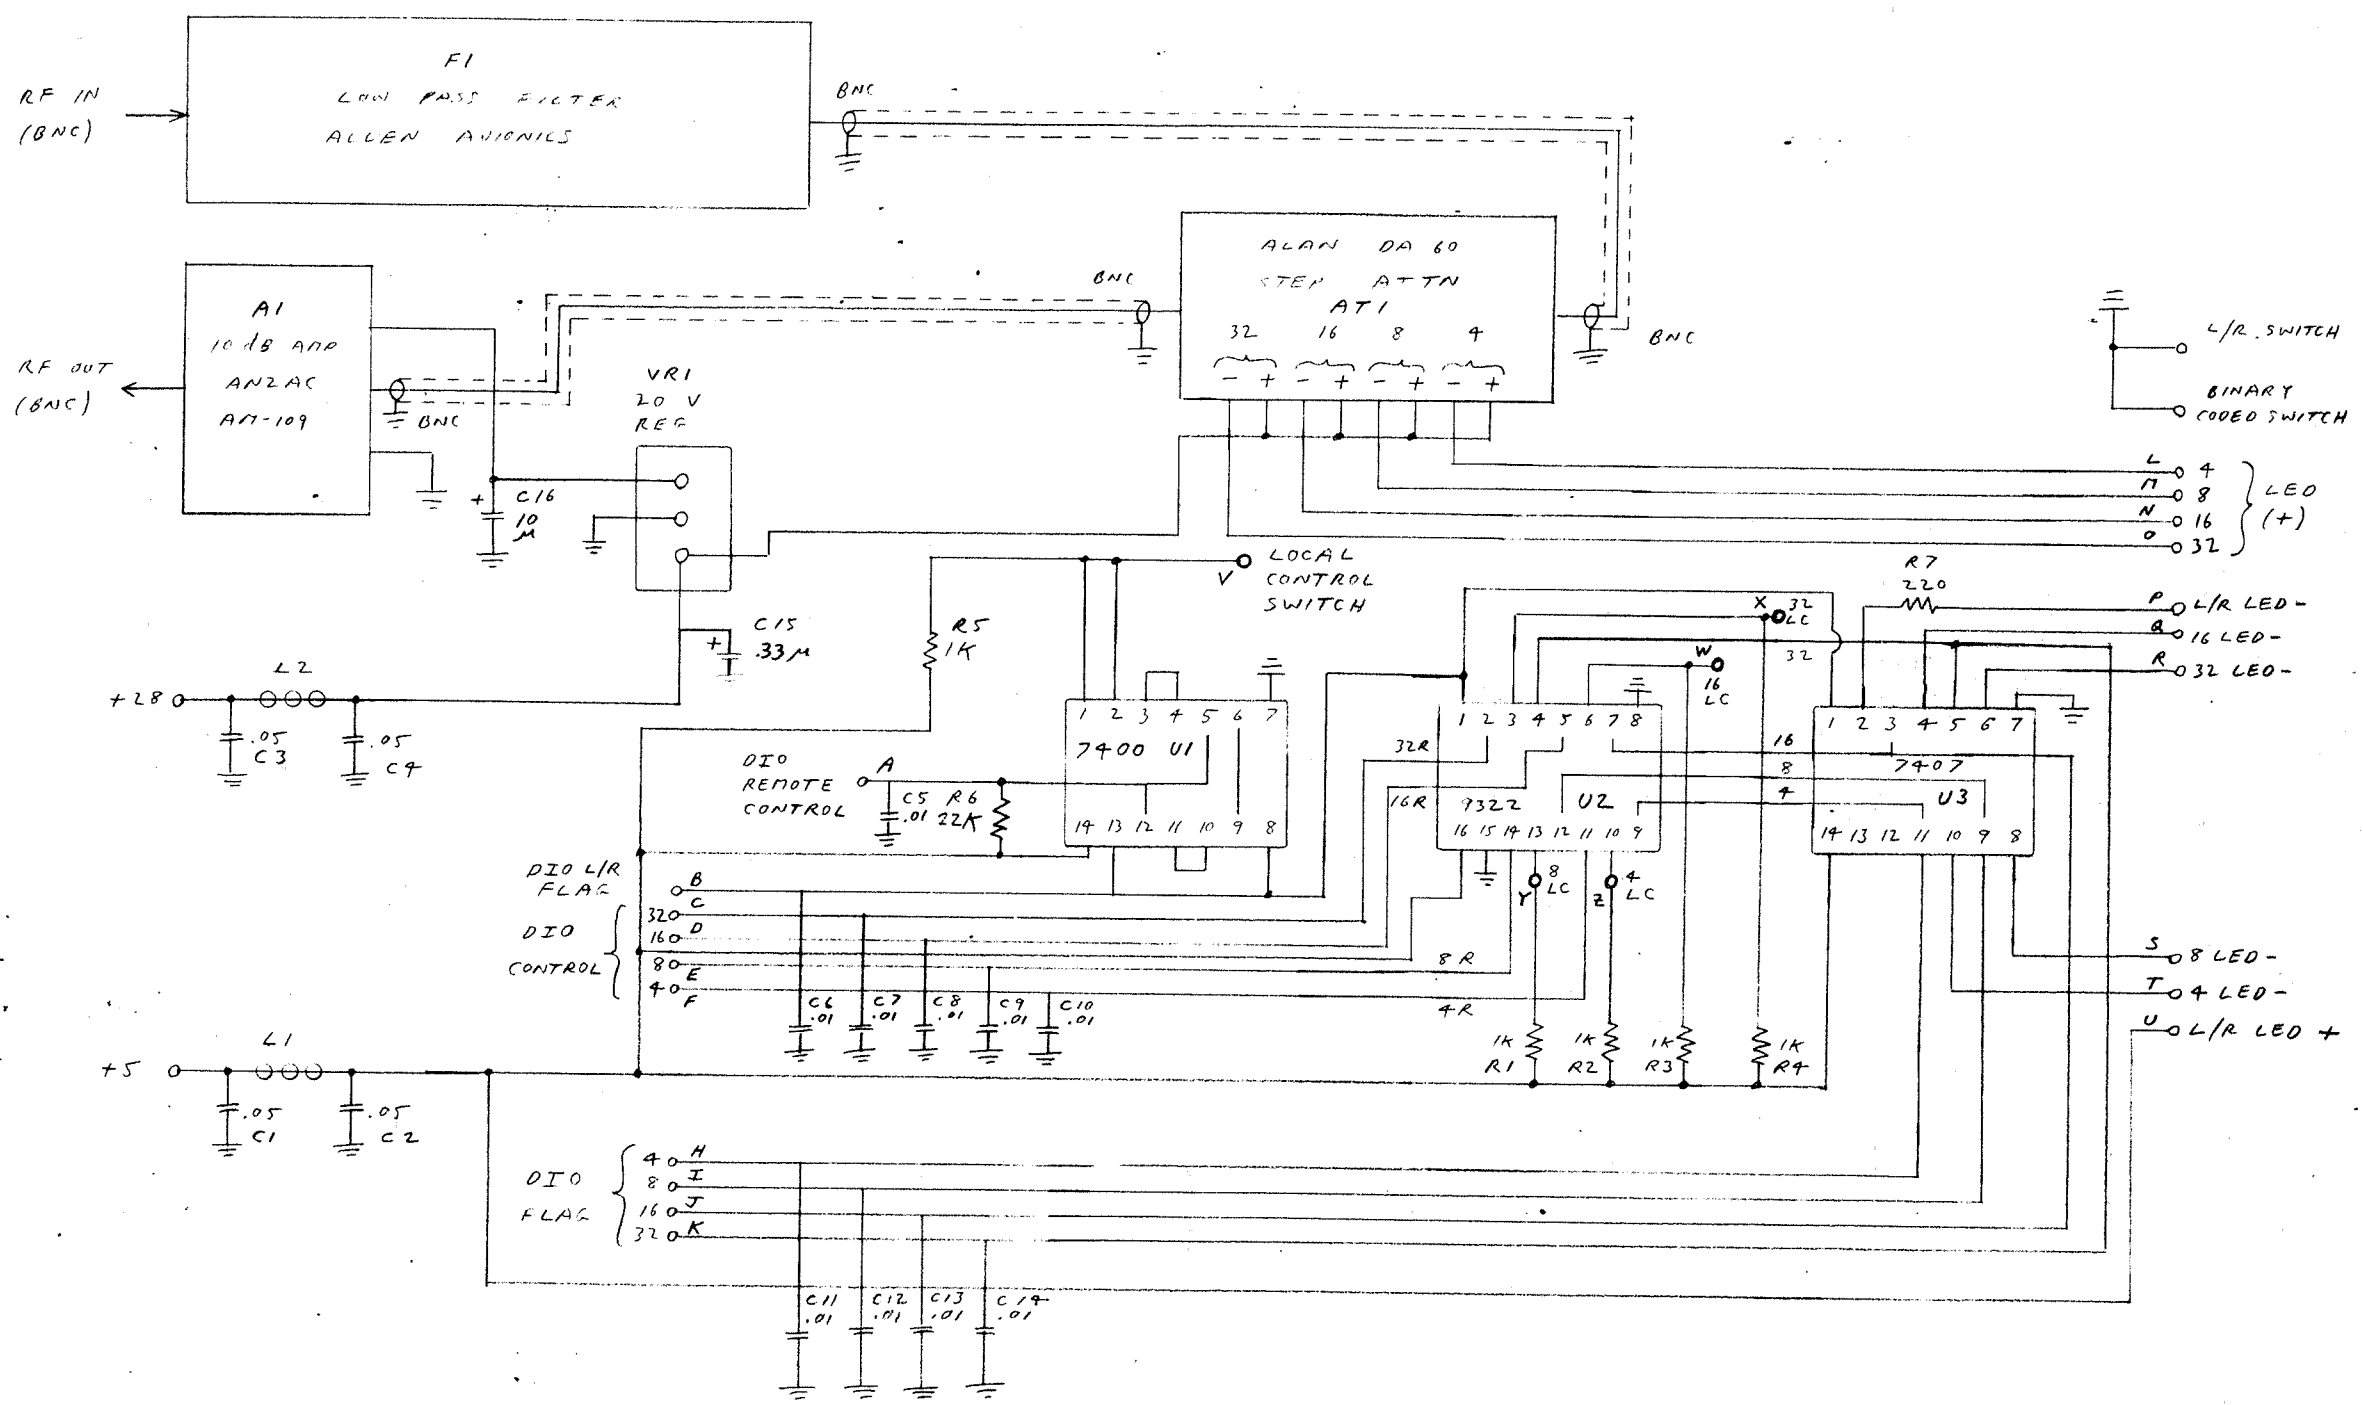 F1
LOW PASS FILTER
ALLEN AVIONICS
RF IN
(BNC)
BNC
ALAN DA 60
STEP ATTN
AT1
32 16 8 4
- + - + - + - +
BNC
BNC
A1
10 dB AMP
ANZAC
AM-109
RF OUT
(BNC)
BNC
VR1
20 V
REG
+ C16
10
μ
L/R SWITCH
BINARY
CODED SWITCH
L 4
M 8
N 16
O 32
LED
(+)
V
LOCAL
CONTROL
SWITCH
R7
220
P L/R LED-
Q 16 LED-
R 32 LED-
X 32
LC
32
W
16
LC
+ C15
.33μ
R5
1K
+28
L2
.05
C3
.05
C4
1 2 3 4 5 6 7
7400 U1
14 13 12 11 10 9 8
DIO
REMOTE
CONTROL
A
C5
.01
R6
22K
1 2 3 4 5 6 7 8
32R
16R
9322 U2
16 15 14 13 12 11 10 9
16
8
4
1 2 3 4 5 6 7
7407
U3
14 13 12 11 10 9 8
DIO L/R
FLAG
B
DIO
CONTROL
32 C
16 D
8 E
4 F
Y 8
LC
Z 4
LC
8R
4R
C6
.01
C7
.01
C8
.01
C9
.01
C10
.01
1K
R1
1K
R2
1K
R3
1K
R4
S 8 LED-
T 4 LED-
U L/R LED +
+5
L1
.05
C1
.05
C2
DIO
FLAG
4 H
8 I
16 J
32 K
C11
.01
C12
.01
C13
.01
C14
.01